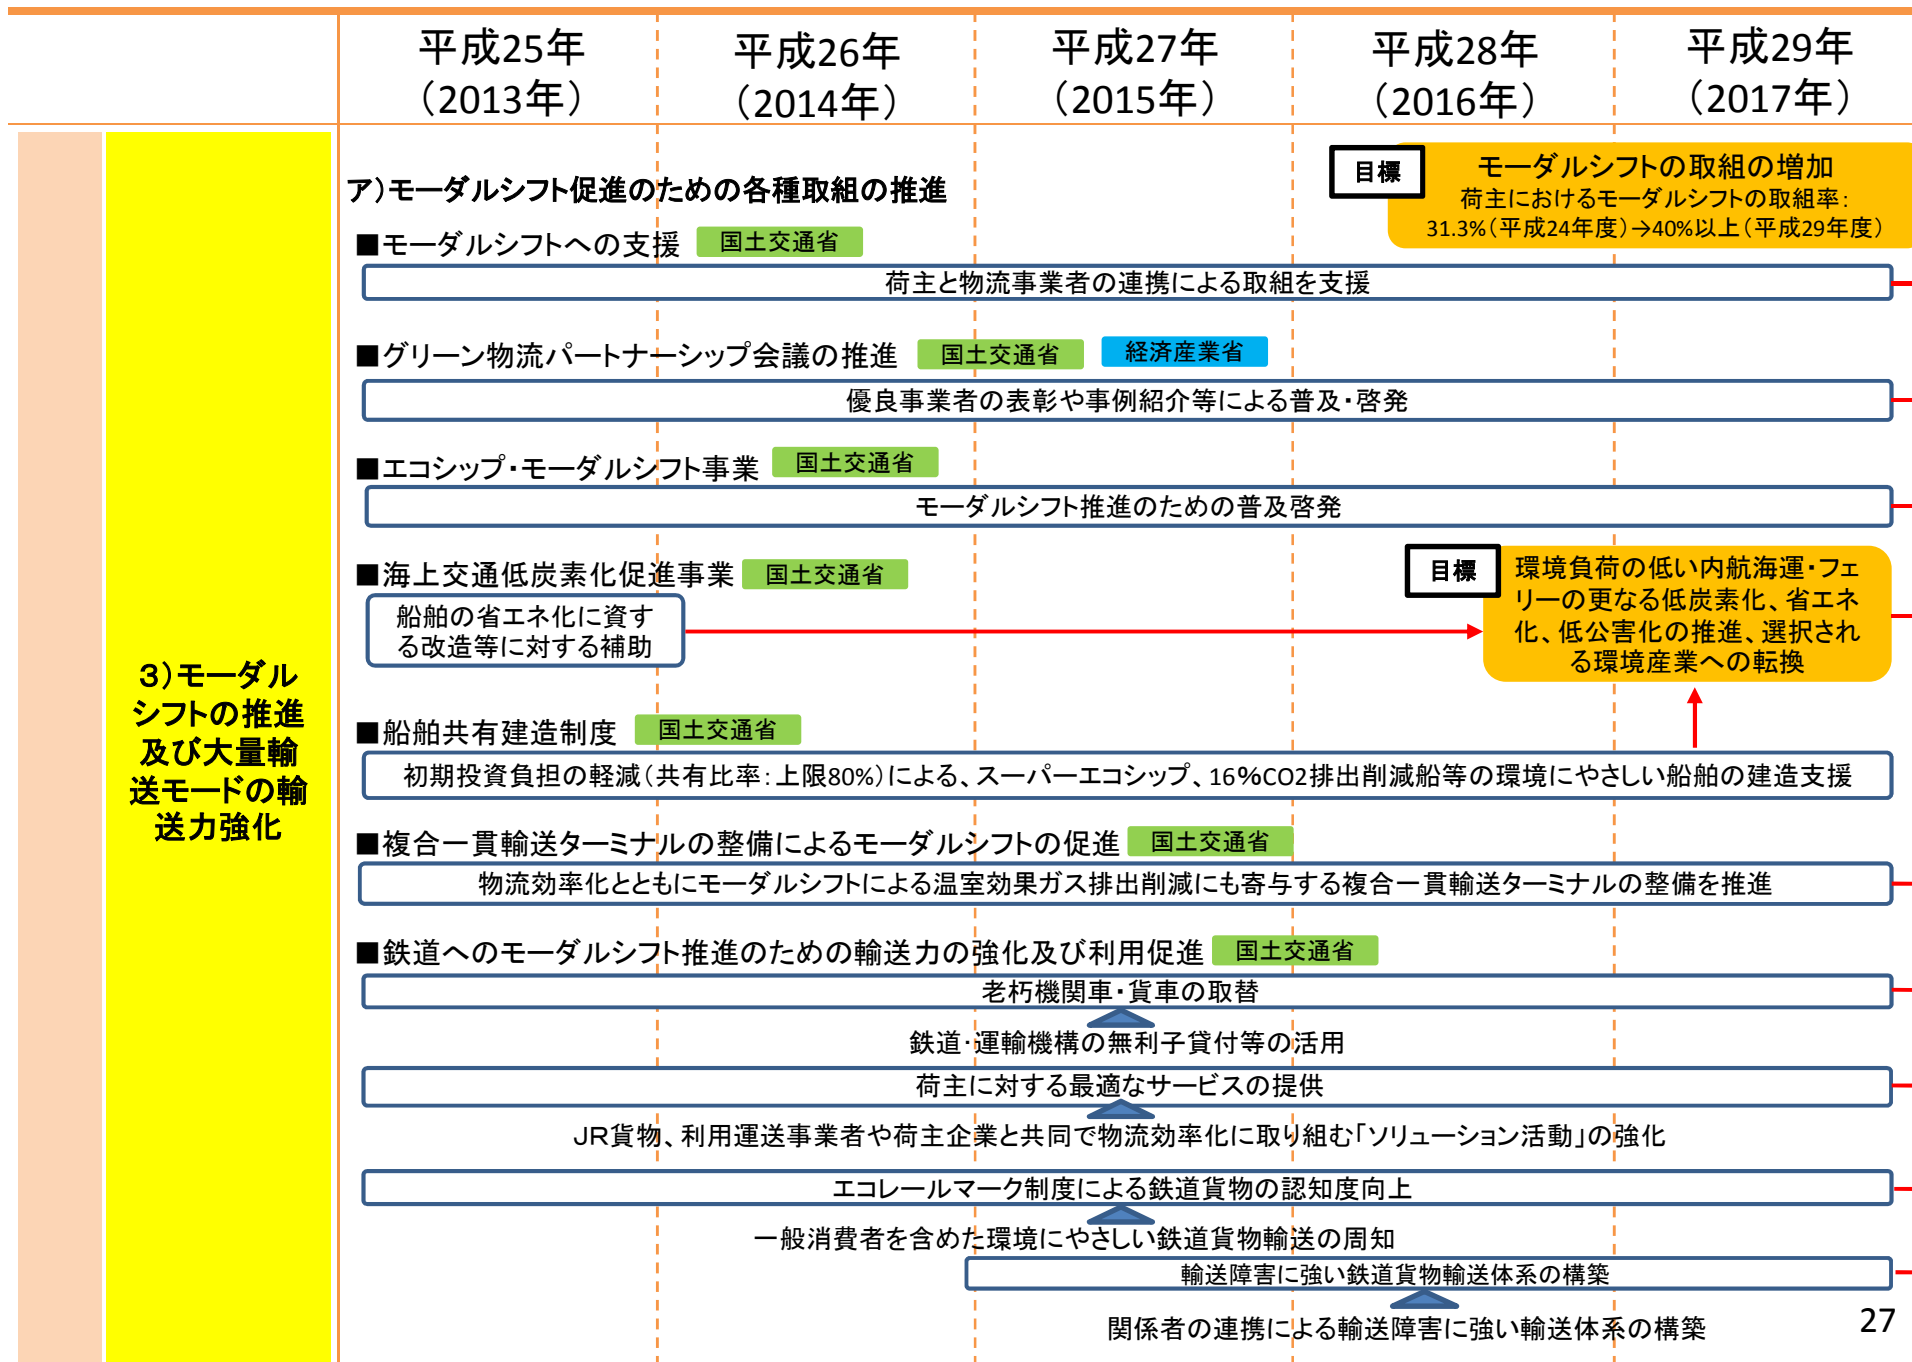 平成25年
（2013年）
平成26年
（2014年）
平成27年
（2015年）
平成28年
（2016年）
平成29年
（2017年）
3）モーダル
シフトの推進
及び大量輸
送モードの輸
送力強化
ア）モーダルシフト促進のための各種取組の推進
目標
モーダルシフトの取組の増加
荷主におけるモーダルシフトの取組率：
31.3%（平成24年度）→40%以上（平成29年度）
■モーダルシフトへの支援 国土交通省
荷主と物流事業者の連携による取組を支援
■グリーン物流パートナーシップ会議の推進 国土交通省 経済産業省
優良事業者の表彰や事例紹介等による普及・啓発
■エコシップ・モーダルシフト事業 国土交通省
モーダルシフト推進のための普及啓発
■海上交通低炭素化促進事業 国土交通省
船舶の省エネ化に資す
る改造等に対する補助
目標
環境負荷の低い内航海運・フェ
リーの更なる低炭素化、省エネ
化、低公害化の推進、選択され
る環境産業への転換
■船舶共有建造制度 国土交通省
初期投資負担の軽減（共有比率：上限80%）による、スーパーエコシップ、16%CO2排出削減船等の環境にやさしい船舶の建造支援
■複合一貫輸送ターミナルの整備によるモーダルシフトの促進 国土交通省
物流効率化とともにモーダルシフトによる温室効果ガス排出削減にも寄与する複合一貫輸送ターミナルの整備を推進
■鉄道へのモーダルシフト推進のための輸送力の強化及び利用促進 国土交通省
老朽機関車・貨車の取替
鉄道・運輸機構の無利子貸付等の活用
荷主に対する最適なサービスの提供
JR貨物、利用運送事業者や荷主企業と共同で物流効率化に取り組む「ソリューション活動」の強化
エコレールマーク制度による鉄道貨物の認知度向上
一般消費者を含めた環境にやさしい鉄道貨物輸送の周知
輸送障害に強い鉄道貨物輸送体系の構築
関係者の連携による輸送障害に強い輸送体系の構築
27